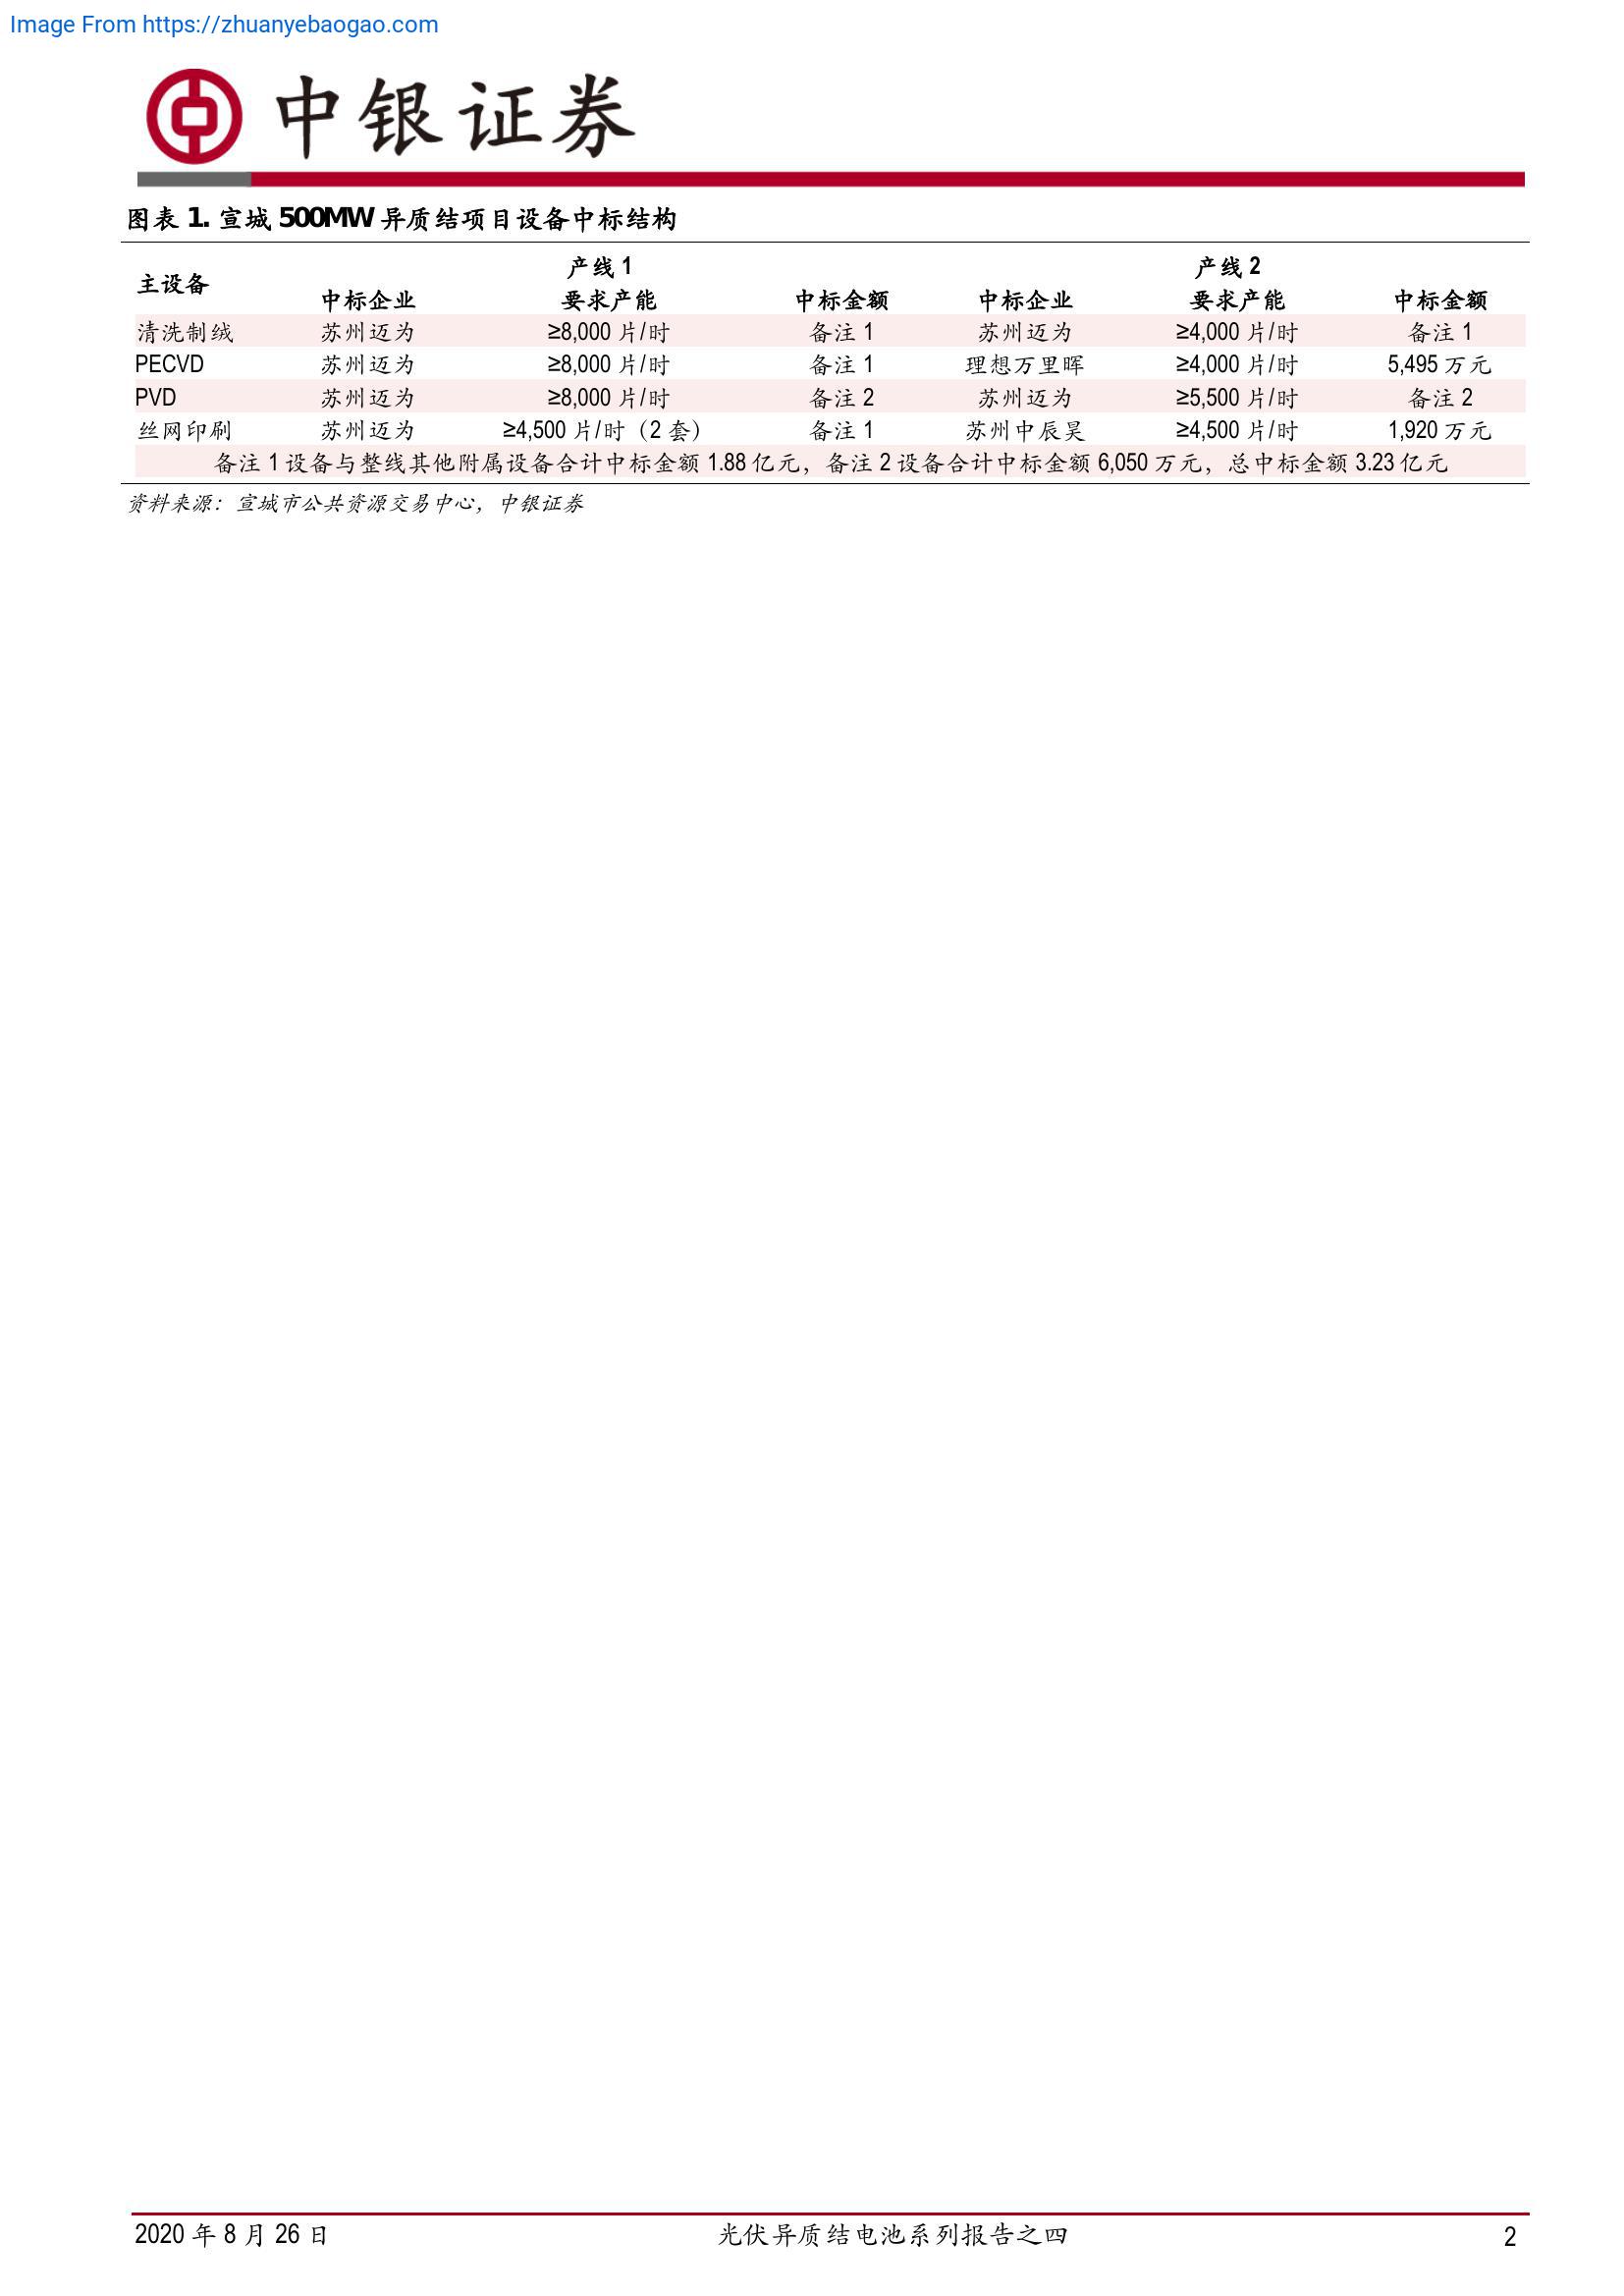 Image From https://zhuanyebaogao.com
中银证券
图表 1. 宣城 500MW 异质结项目设备中标结构
主设备 产线 1 产线 2
中标企业 要求产能 中标金额 中标企业 要求产能 中标金额
清洗制绒 苏州迈为 ≥8,000 片/时 备注 1 苏州迈为 ≥4,000 片/时 备注 1
PECVD 苏州迈为 ≥8,000 片/时 备注 1 理想万里晖 ≥4,000 片/时 5,495 万元
PVD 苏州迈为 ≥8,000 片/时 备注 2 苏州迈为 ≥5,500 片/时 备注 2
丝网印刷 苏州迈为 ≥4,500 片/时（2 套） 备注 1 苏州中辰昊 ≥4,500 片/时 1,920 万元
备注 1 设备与整线其他附属设备合计中标金额 1.88 亿元，备注 2 设备合计中标金额 6,050 万元，总中标金额 3.23 亿元
资料来源：宣城市公共资源交易中心，中银证券
2020 年 8 月 26 日 光伏异质结电池系列报告之四 2